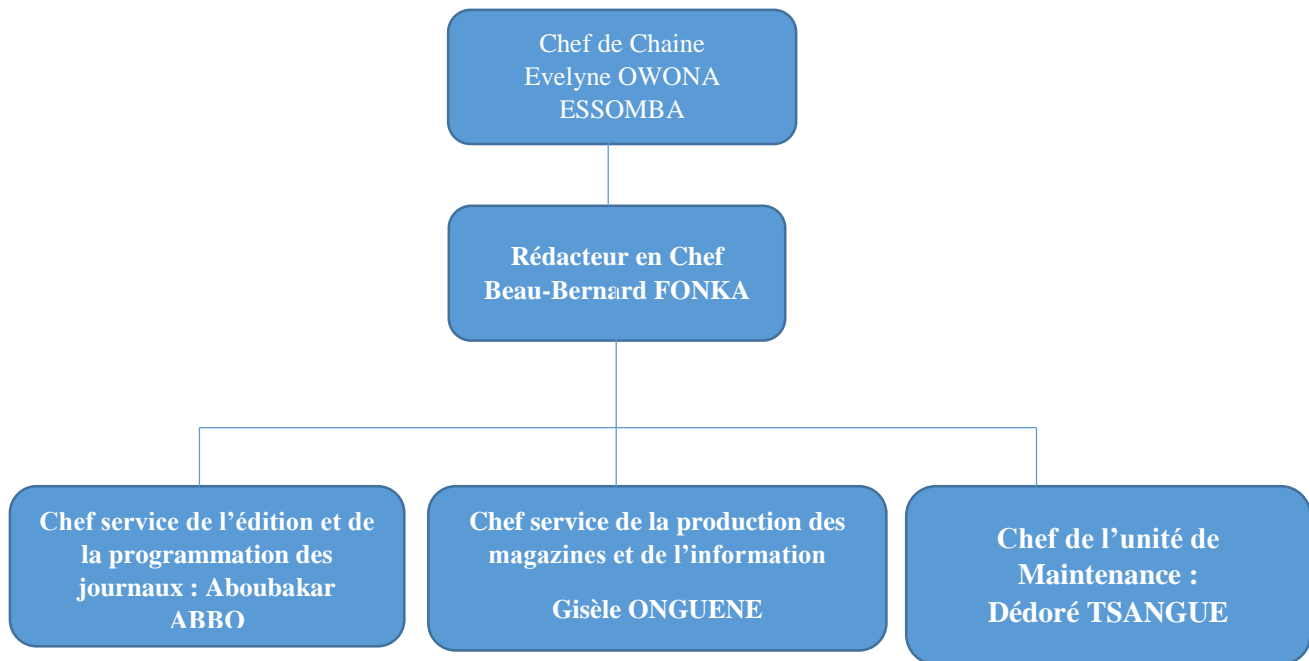 Chef de Chaine
Evelyne OWONA
ESSOMBA
Rédacteur en Chef
Beau-Bernard FONKA
Chef service de l’édition et de
la programmation des
journaux : Aboubakar
ABBO
Chef service de la production des
magazines et de l’information
Gisèle ONGUENE
Chef de l’unité de
Maintenance :
Dédoré TSANGUE